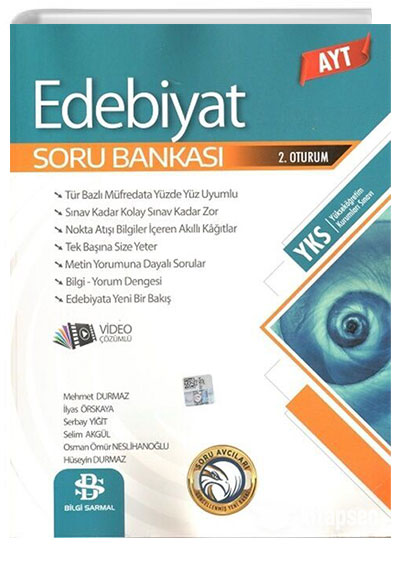 AYT
Edebiyat
SORU BANKASI
2. OTURUM
Tür Bazlı Müfredata Yüzde Yüz Uyumlu
Sınav Kadar Kolay Sınav Kadar Zor
Nokta Atışı Bilgiler İçeren Akıllı Kâğıtlar
Tek Başına Size Yeter
Metin Yorumuna Dayalı Sorular
Bilgi - Yorum Dengesi
Edebiyata Yeni Bir Bakış
YKS
Yükseköğretim
Kurumları Sınavı
VİDEO
ÇÖZÜMLÜ
Mehmet DURMAZ
İlyas ÖRSKAYA
Serbay YİĞİT
Selim AKGÜL
Osman Ömür NESLİHANOĞLU
Hüseyin DURMAZ
BS
BİLGİ SARMAL
SORU AVCILARI
YENİ
kitapsec